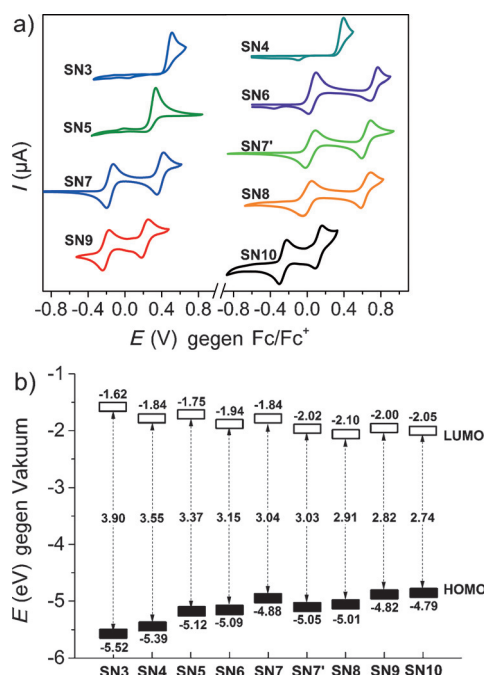 a)
SN3
SN4
SN5
SN6
SN7
SN7'
SN9
SN8
SN10
I (μA)
-0.8 -0.4 0.0 0.4 0.8 -0.8 -0.4 0.0 0.4 0.8
E (V) gegen Fc/Fc+
b)
E (eV) gegen Vakuum
-1
-2
-3
-4
-5
-6
-1.62 -1.84 -1.75 -1.94 -1.84 -2.02 -2.10 -2.00 -2.05
LUMO
3.90 3.55 3.37 3.15 3.04 3.03 2.91 2.82 2.74
HOMO
-5.52 -5.39 -5.12 -5.09 -4.88 -5.05 -5.01 -4.82 -4.79
SN3 SN4 SN5 SN6 SN7 SN7' SN8 SN9 SN10